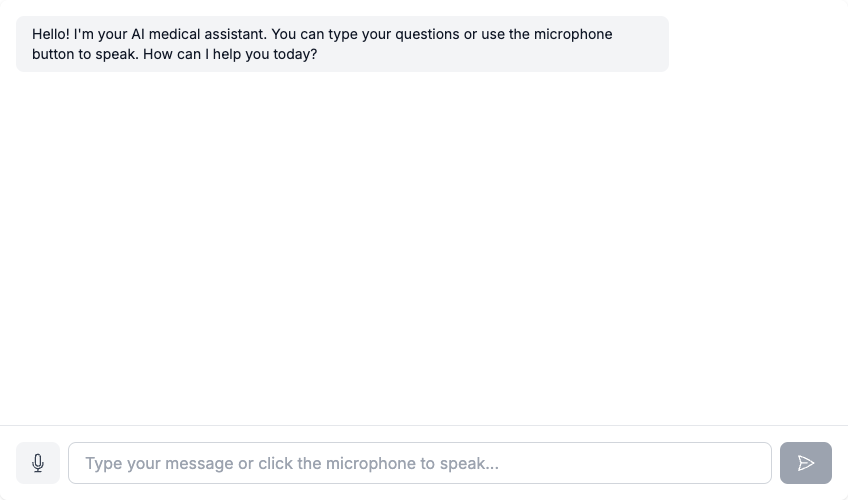 Hello! I'm your AI medical assistant. You can type your questions or use the microphone
button to speak. How can I help you today?
Type your message or click the microphone to speak...